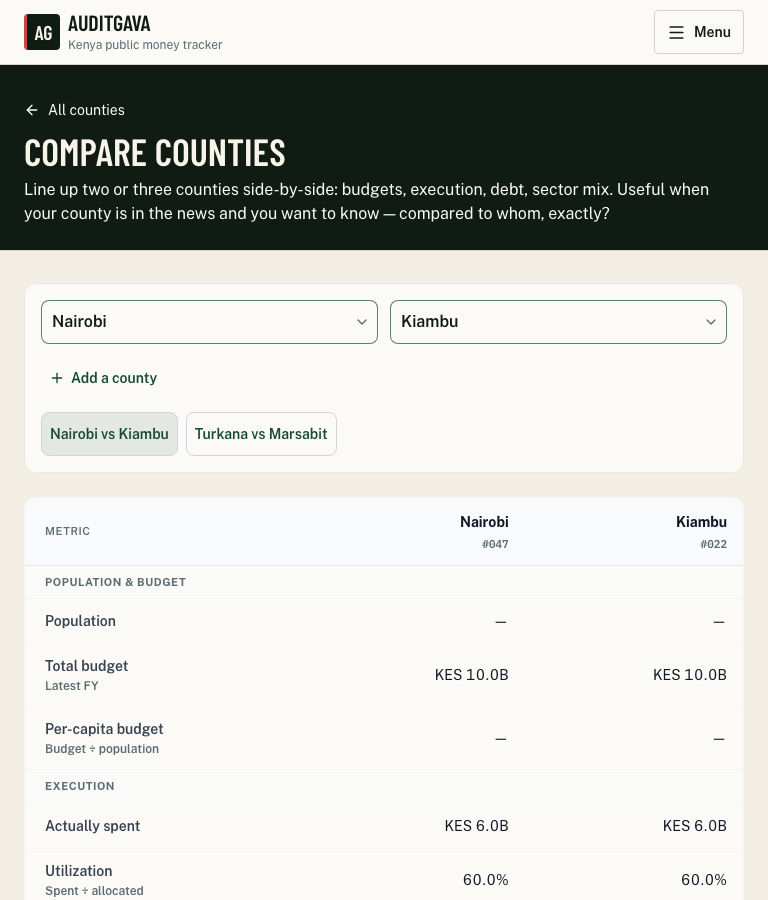 AG
AUDITGAVA
Kenya public money tracker
Menu
← All counties
COMPARE COUNTIES
Line up two or three counties side-by-side: budgets, execution, debt, sector mix. Useful when
your county is in the news and you want to know — compared to whom, exactly?
Nairobi
Kiambu
+ Add a county
Nairobi vs Kiambu
Turkana vs Marsabit
METRIC
Nairobi
#047
Kiambu
#022
POPULATION & BUDGET
Population — —
Total budget
Latest FY
KES 10.0B KES 10.0B
Per-capita budget
Budget ÷ population
— —
EXECUTION
Actually spent KES 6.0B KES 6.0B
Utilization
Spent ÷ allocated
60.0% 60.0%